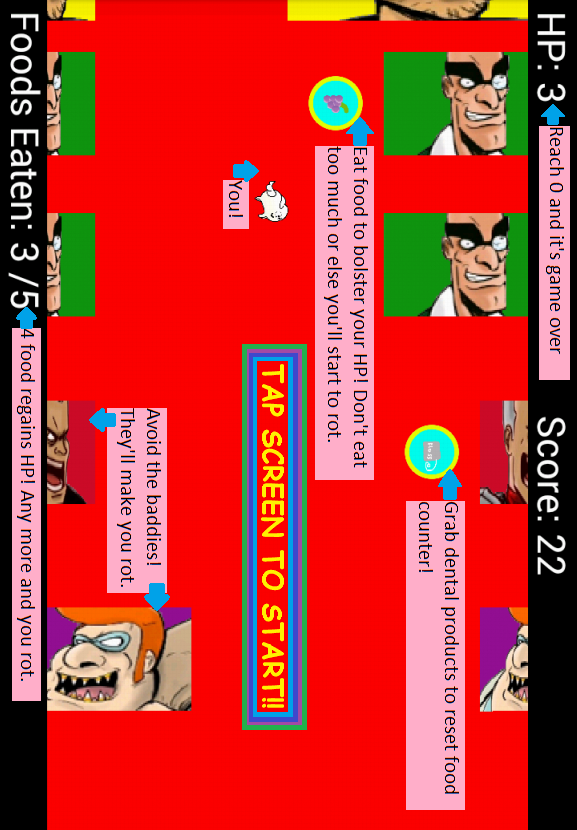 HP: 3
Reach 0 and it's game over
Score: 22
Eat food to bolster your HP! Don't eat
too much or else you'll start to rot.
Grab dental products to reset food
counter!
You!
TAP SCREEN TO START!!
Avoid the baddies!
They'll make you rot.
Foods Eaten: 3 /5
4 food regains HP! Any more and you rot.